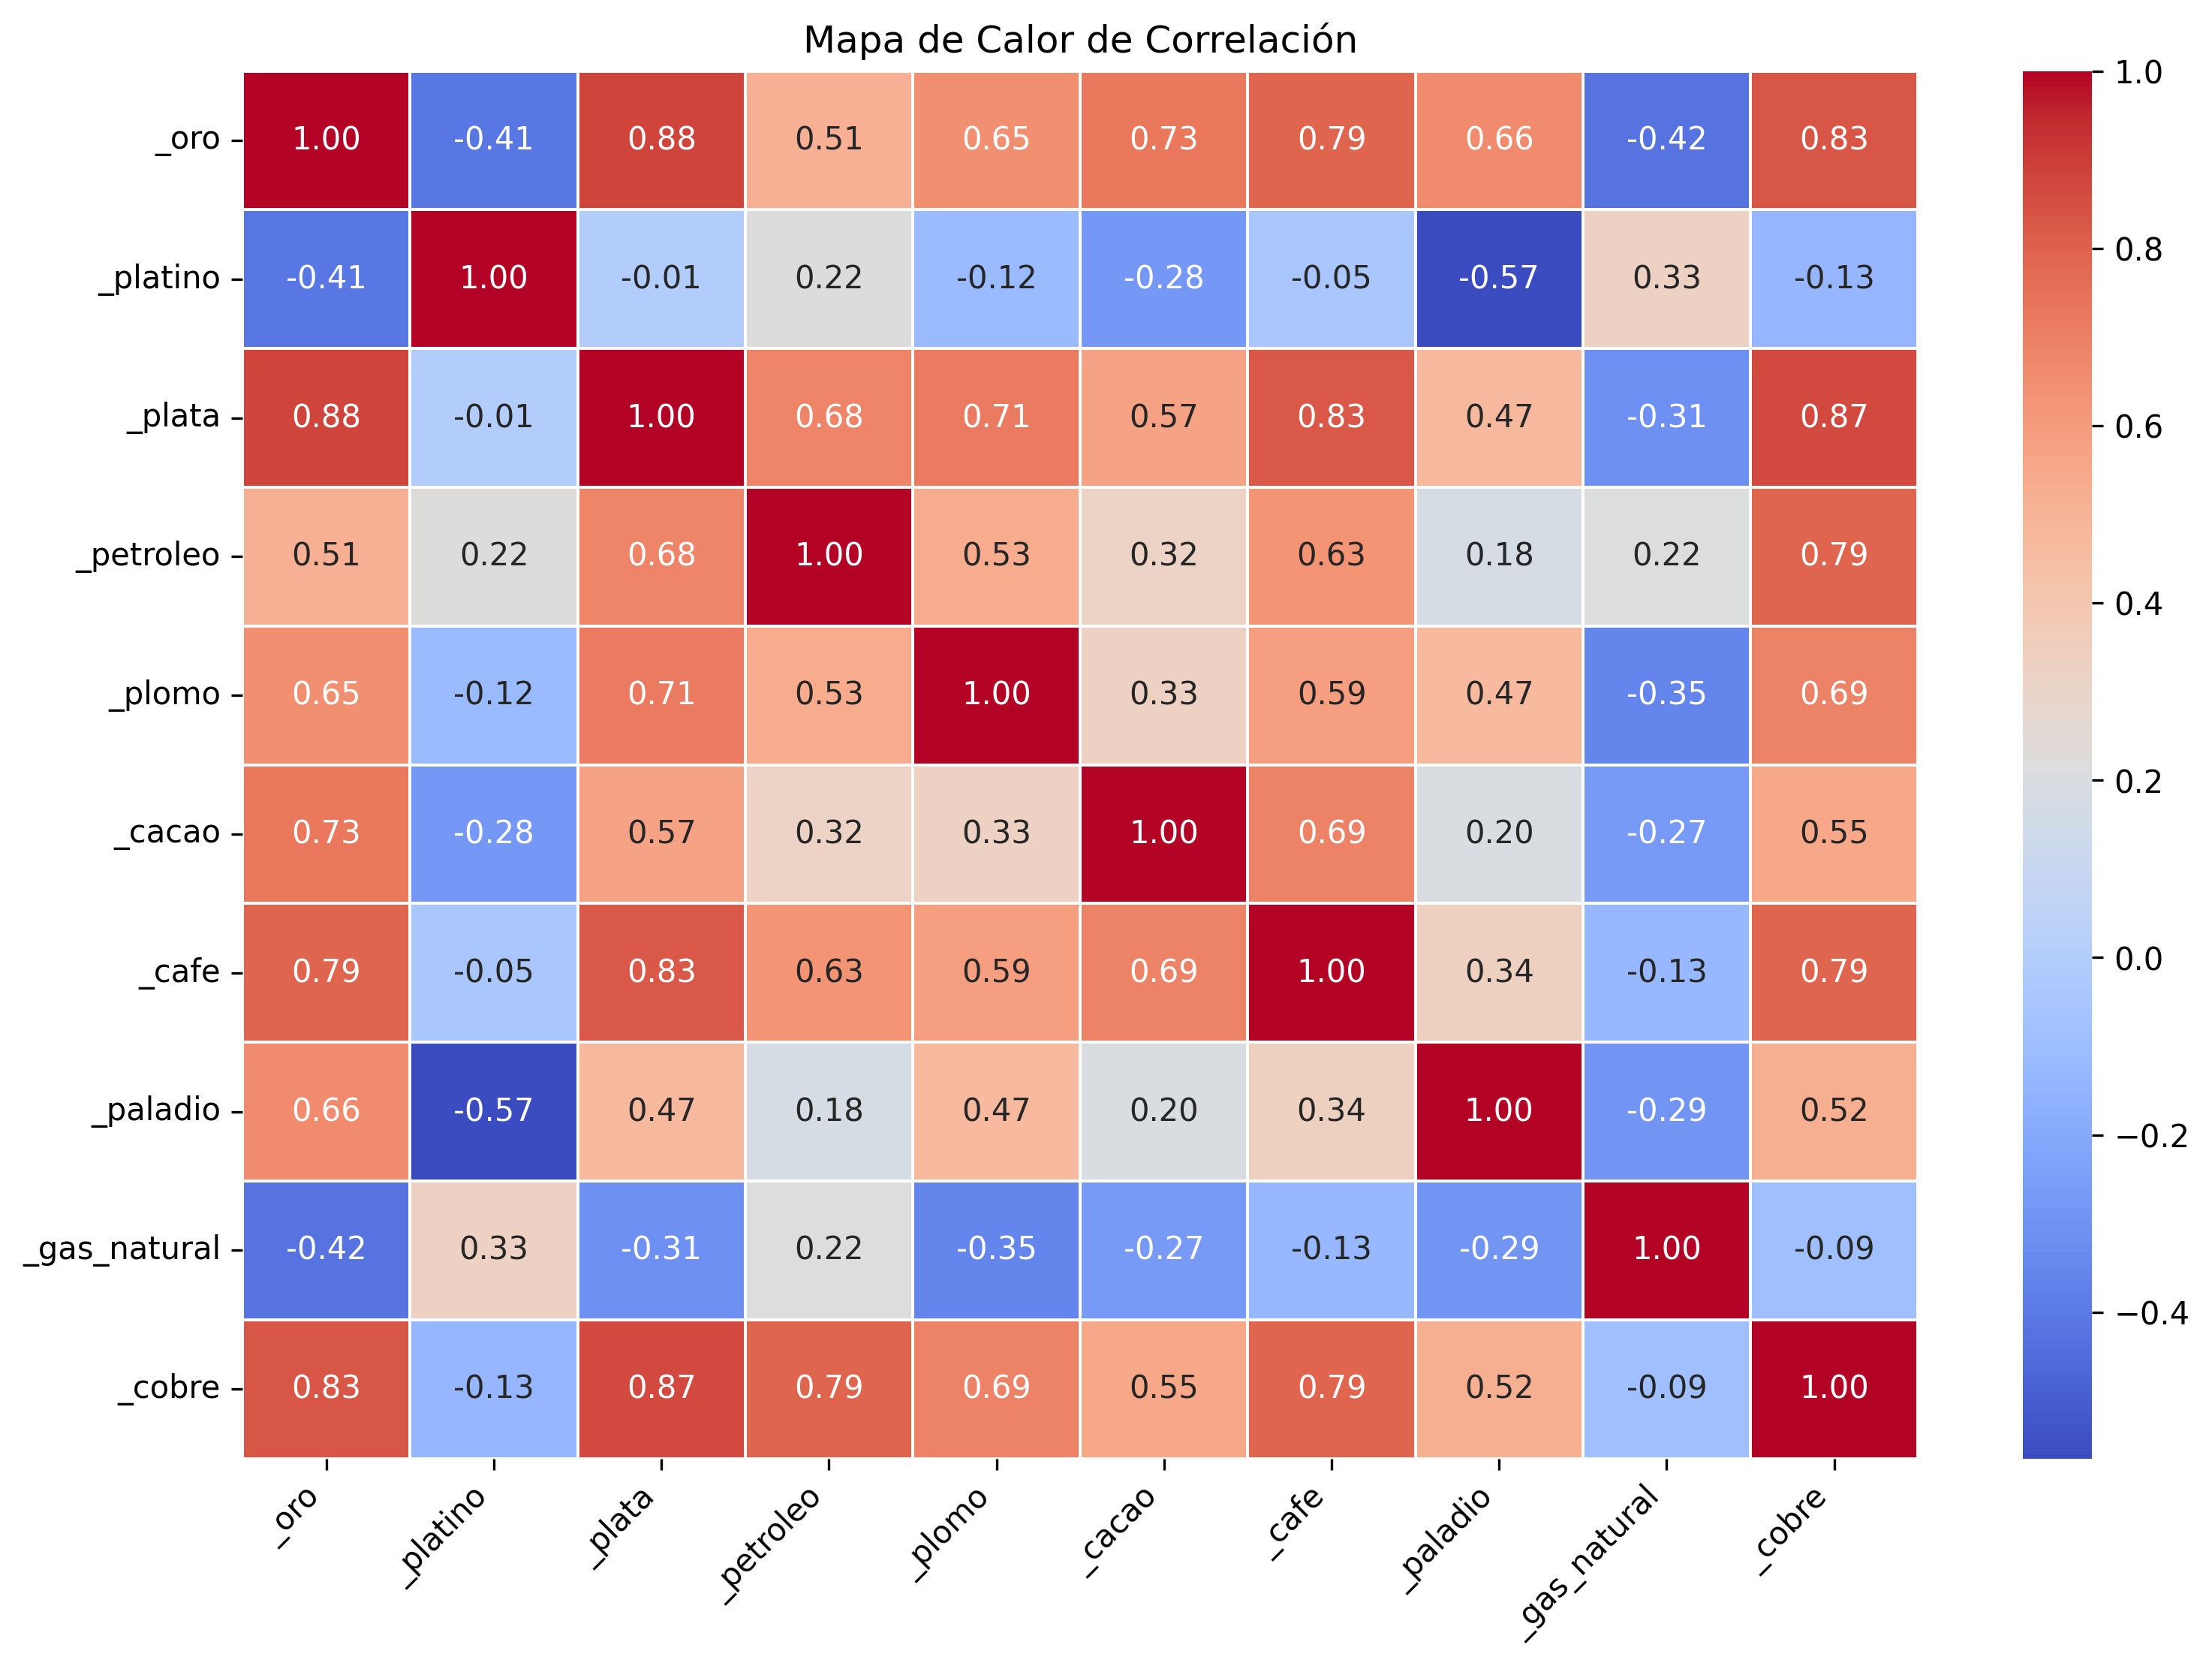 Mapa de Calor de Correlación
_oro 1.00 -0.41 0.88 0.51 0.65 0.73 0.79 0.66 -0.42 0.83
_platino -0.41 1.00 -0.01 0.22 -0.12 -0.28 -0.05 -0.57 0.33 -0.13
_plata 0.88 -0.01 1.00 0.68 0.71 0.57 0.83 0.47 -0.31 0.87
_petroleo 0.51 0.22 0.68 1.00 0.53 0.32 0.63 0.18 0.22 0.79
_plomo 0.65 -0.12 0.71 0.53 1.00 0.33 0.59 0.47 -0.35 0.69
_cacao 0.73 -0.28 0.57 0.32 0.33 1.00 0.69 0.20 -0.27 0.55
_cafe 0.79 -0.05 0.83 0.63 0.59 0.69 1.00 0.34 -0.13 0.79
_paladio 0.66 -0.57 0.47 0.18 0.47 0.20 0.34 1.00 -0.29 0.52
_gas_natural -0.42 0.33 -0.31 0.22 -0.35 -0.27 -0.13 -0.29 1.00 -0.09
_cobre 0.83 -0.13 0.87 0.79 0.69 0.55 0.79 0.52 -0.09 1.00
_oro _platino _plata _petroleo _plomo _cacao _cafe _paladio _gas_natural _cobre
1.0
0.8
0.6
0.4
0.2
0.0
−0.2
−0.4